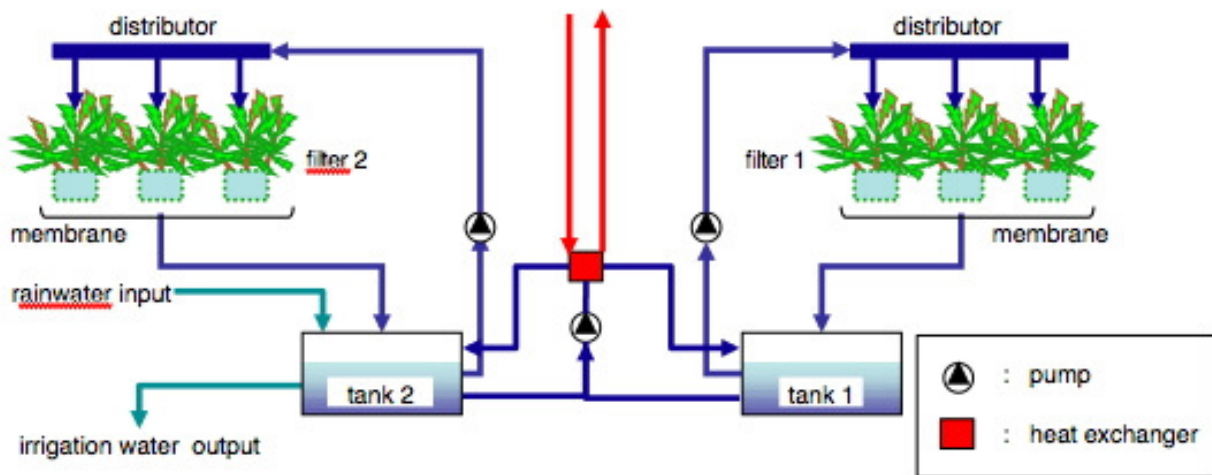 distributor
distributor
filter 2
filter 1
membrane
membrane
rainwater input
tank 2
tank 1
irrigation water output
: pump
: heat exchanger